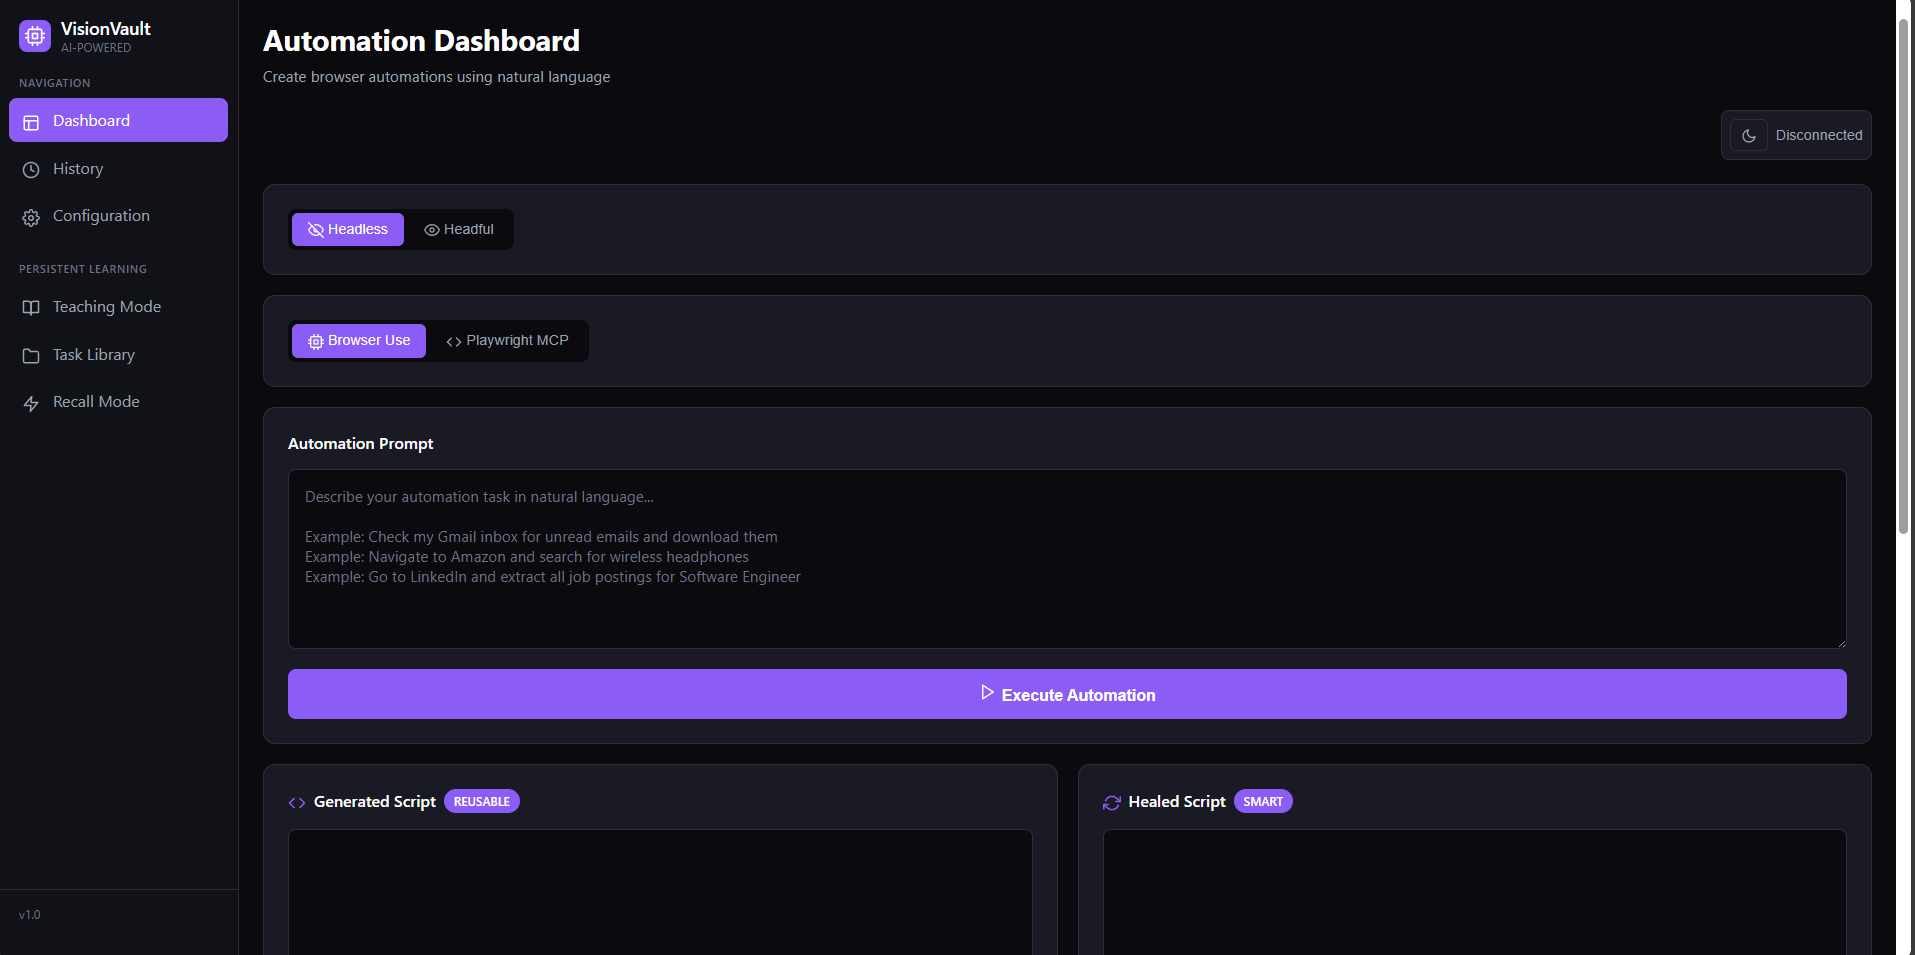 VisionVault
AI-POWERED
NAVIGATION
Dashboard
History
Configuration
PERSISTENT LEARNING
Teaching Mode
Task Library
Recall Mode
v1.0
Automation Dashboard
Create browser automations using natural language
Disconnected
Headless
Headful
Browser Use
Playwright MCP
Automation Prompt
Describe your automation task in natural language...
Example: Check my Gmail inbox for unread emails and download them
Example: Navigate to Amazon and search for wireless headphones
Example: Go to LinkedIn and extract all job postings for Software Engineer
Execute Automation
Generated Script REUSABLE
Healed Script SMART